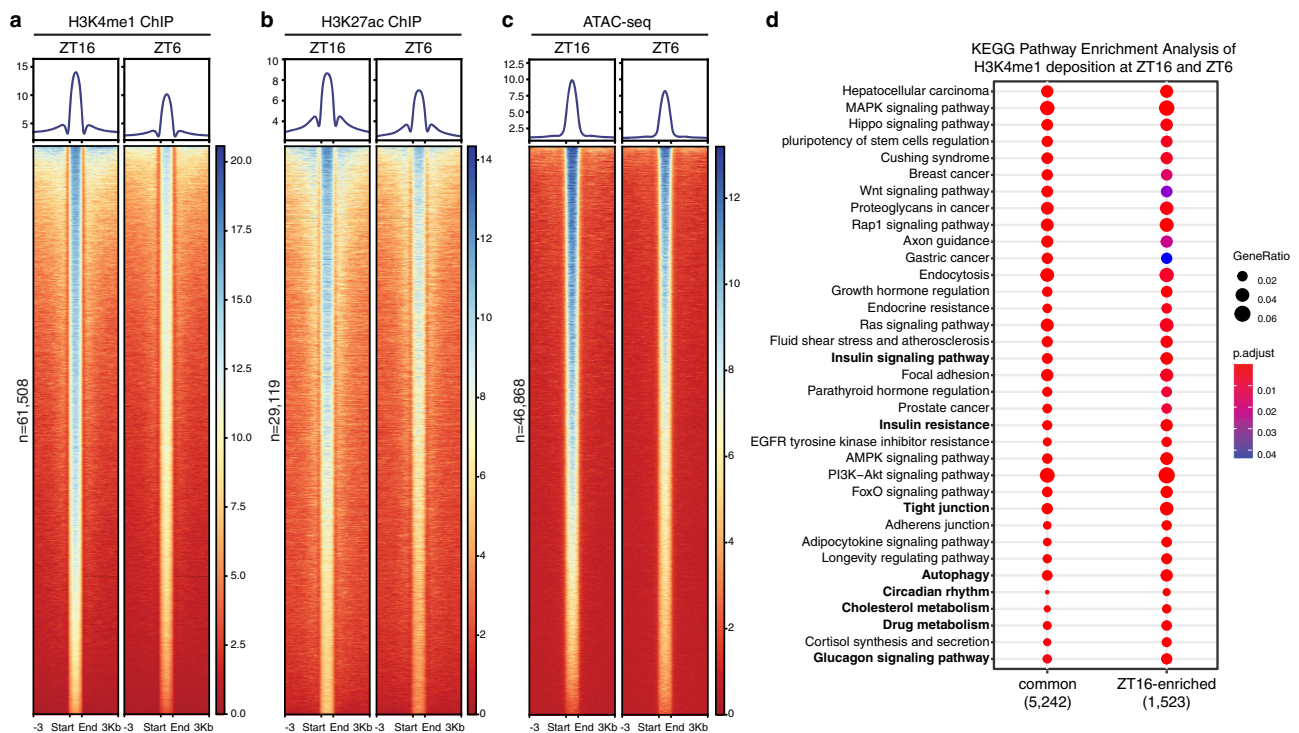 a
H3K4me1 ChIP
ZT16
ZT6
15
10
5
20.0
17.5
15.0
12.5
10.0
7.5
5.0
2.5
0.0
n=61,508
-3 Start End 3Kb
-3 Start End 3Kb
b
H3K27ac ChIP
ZT16
ZT6
10
8
6
4
14
12
10
8
6
4
2
0
n=29,119
-3 Start End 3Kb
-3 Start End 3Kb
c
ATAC-seq
ZT16
ZT6
12.5
10.0
7.5
5.0
2.5
12
10
8
6
4
2
0
n=46,868
-3 Start End 3Kb
-3 Start End 3Kb
d
KEGG Pathway Enrichment Analysis of
H3K4me1 deposition at ZT16 and ZT6
Hepatocellular carcinoma
MAPK signaling pathway
Hippo signaling pathway
pluripotency of stem cells regulation
Cushing syndrome
Breast cancer
Wnt signaling pathway
Proteoglycans in cancer
Rap1 signaling pathway
Axon guidance
Gastric cancer
Endocytosis
Growth hormone regulation
Endocrine resistance
Ras signaling pathway
Fluid shear stress and atherosclerosis
Insulin signaling pathway
Focal adhesion
Parathyroid hormone regulation
Prostate cancer
Insulin resistance
EGFR tyrosine kinase inhibitor resistance
AMPK signaling pathway
PI3K−Akt signaling pathway
FoxO signaling pathway
Tight junction
Adherens junction
Adipocytokine signaling pathway
Longevity regulating pathway
Autophagy
Circadian rhythm
Cholesterol metabolism
Drug metabolism
Cortisol synthesis and secretion
Glucagon signaling pathway
common
(5,242)
ZT16-enriched
(1,523)
GeneRatio
0.02
0.04
0.06
p.adjust
0.01
0.02
0.03
0.04